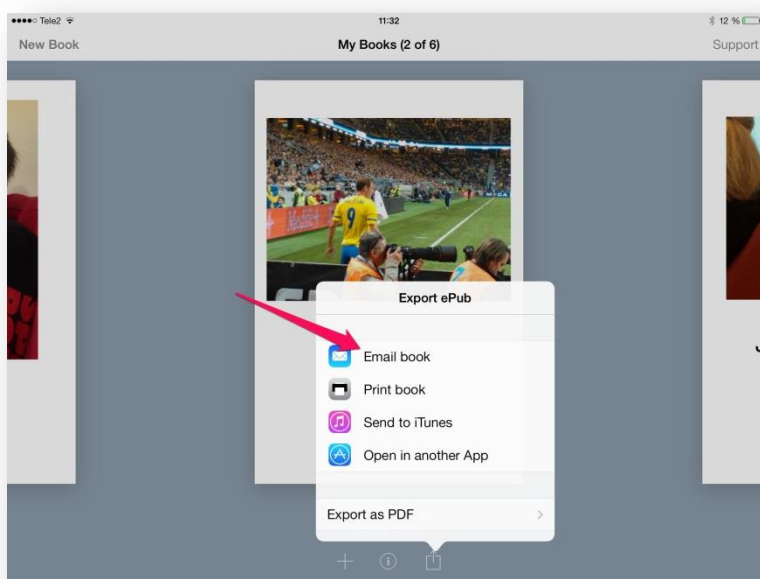 Tele2 11:32 12 %
New Book My Books (2 of 6) Support
9
Export ePub
Email book
Print book
Send to iTunes
Open in another App
Export as PDF